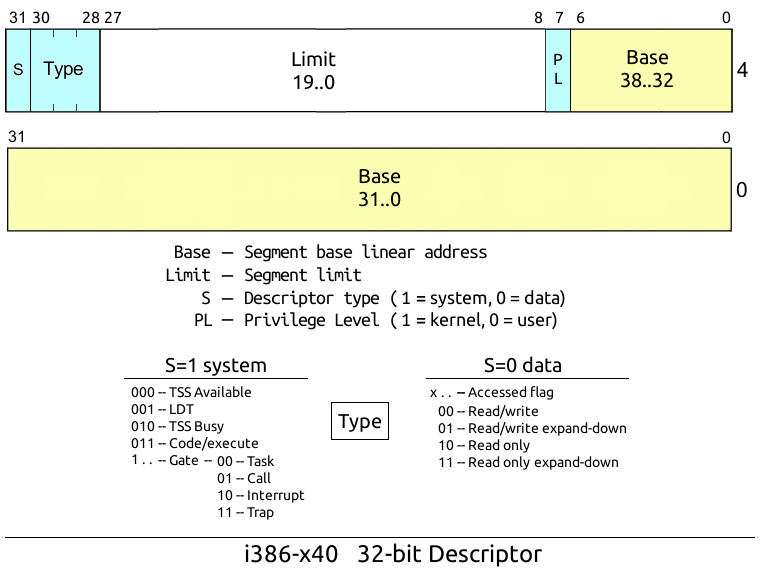 31 30 28 27 8 7 6 0
S Type Limit P Base 4
19..0 L 38..32
31 0
Base 0
31..0
Base – Segment base linear address
Limit – Segment limit
S – Descriptor type ( 1 = system, 0 = data)
PL – Privilege Level ( 1 = kernel, 0 = user)
S=1 system
000 – TSS Available
001 – LDT
010 – TSS Busy
011 – Code/execute
1 . . – Gate – 00 – Task
01 – Call
10 – Interrupt
11 – Trap
Type
S=0 data
x . . – Accessed flag
00 – Read/write
01 – Read/write expand-down
10 – Read only
11 – Read only expand-down
i386-x40 32-bit Descriptor